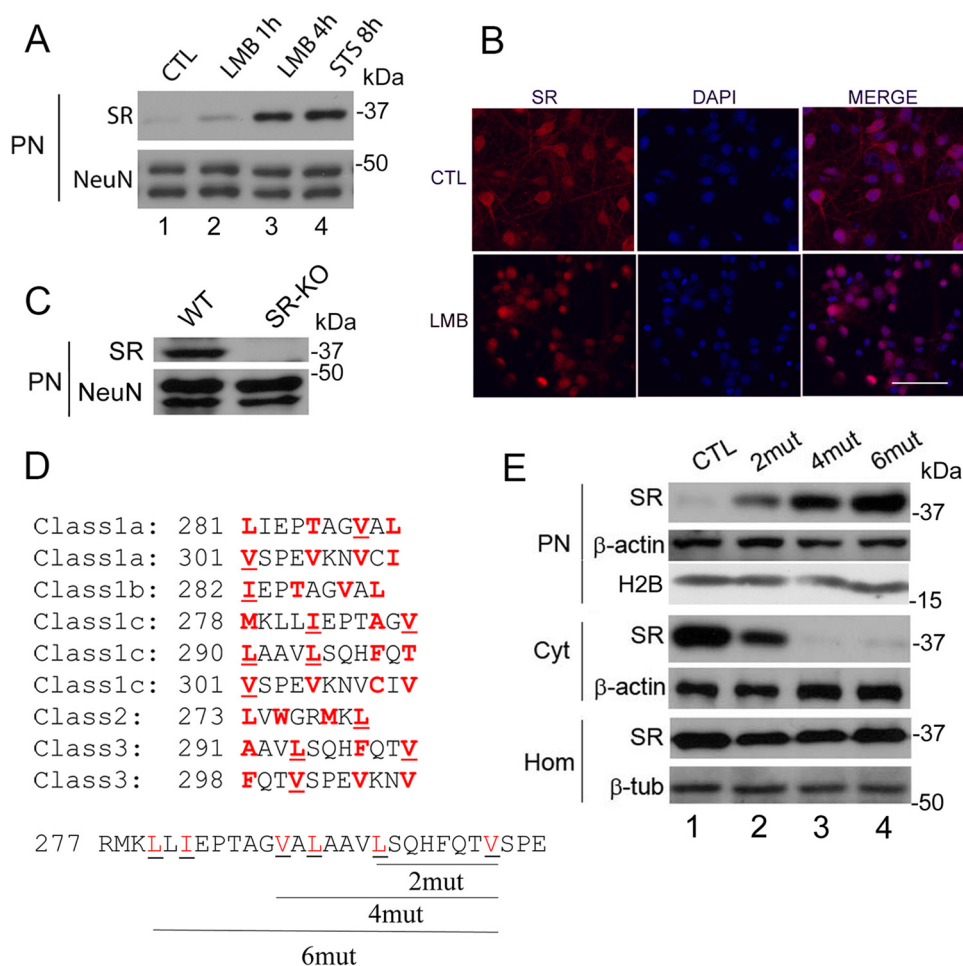 A
CTL LMB 1h LMB 4h STS 8h
kDa
SR -37
PN
NeuN -50
1 2 3 4
B
SR DAPI MERGE
CTL
LMB
C
WT SR-KO
kDa
SR -37
PN
NeuN -50
D
Class1a: 281 LIEPTAGVAL
Class1a: 301 VSPEVKNVCI
Class1b: 282 IEPTAGVAL
Class1c: 278 MKLLIEPTAGV
Class1c: 290 LAAVLSQHFQT
Class1c: 301 VSPEVKNVCIV
Class2: 273 LVWGRMKL
Class3: 291 AAVLSQHFQTV
Class3: 298 FQTVSPEVKNV
277 RMKLLIEPTAGVALAAVLSQHFQTVSPE
2mut
4mut
6mut
E
CTL 2mut 4mut 6mut
kDa
SR -37
PN
β-actin
H2B -15
SR -37
Cyt
β-actin
SR -37
Hom
β-tub -50
1 2 3 4